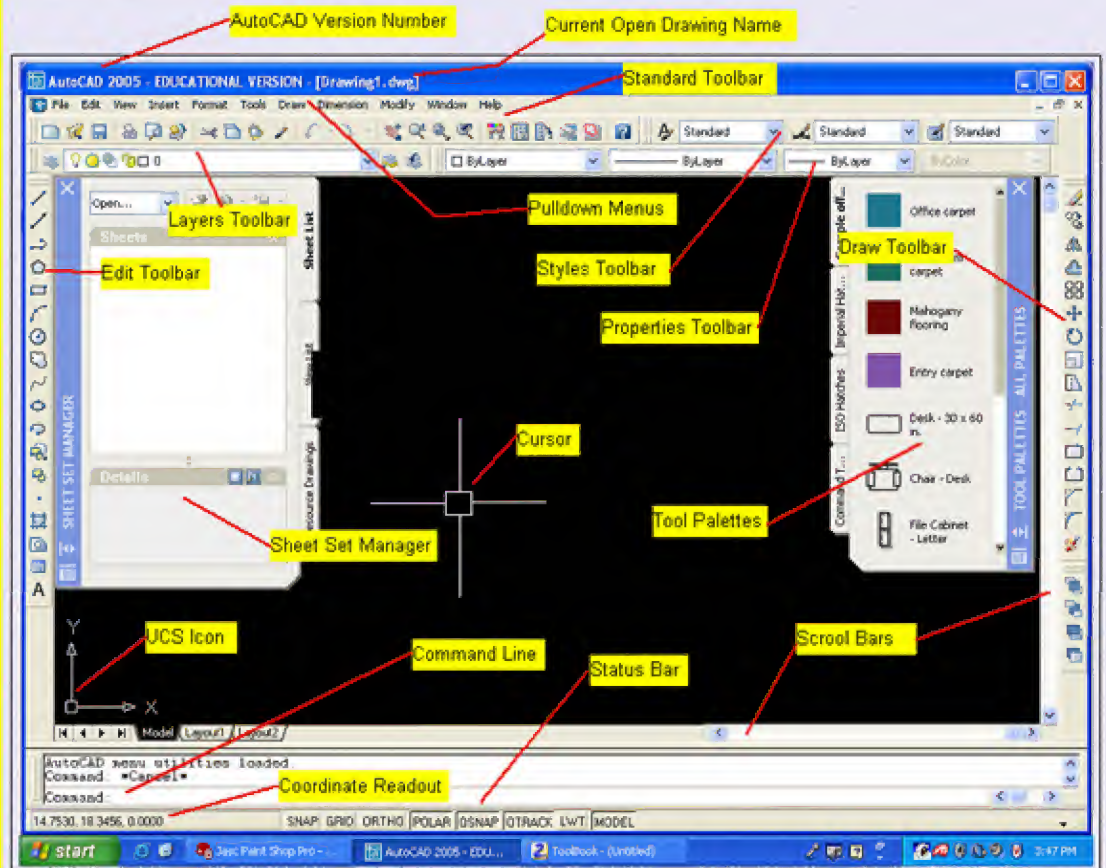 AutoCAD Version Number
Current Open Drawing Name
AutoCAD 2005 - EDUCATIONAL VERSION - [Drawing1.dwg]
Standard Toolbar
File Edit View Insert Format Tools Draw Dimension Modify Window Help
Standard Standard Standard
0 ByLayer ByLayer ByLayer ByColor
Open...
Layers Toolbar
Pulldown Menus
Sheets
Sheet List
Edit Toolbar
Styles Toolbar
Properties Toolbar
Draw Toolbar
Office carpet
carpet
Mahogany flooring
Entry carpet
Desk - 30 x 60 in.
Chair - Desk
File Cabinet - Letter
Imperial Hat...
ISO Hatches
Command T...
TOOL PALETTES - ALL PALETTES
View List
Resource Drawings
SHEET SET MANAGER
Details
Cursor
Tool Palettes
Sheet Set Manager
UCS Icon
Command Line
Status Bar
Scrool Bars
Y
X
A
Model Layout1 Layout2
AutoCAD menu utilities loaded.
Command: *Cancel*
Command:
Coordinate Readout
14.7530, 18.3456, 0.0000 SNAP GRID ORTHO POLAR OSNAP OTRACK LWT MODEL
start Jasc Paint Shop Pro - ... AutoCAD 2005 - EDU... ToolBook - (Untitled) 3:47 PM